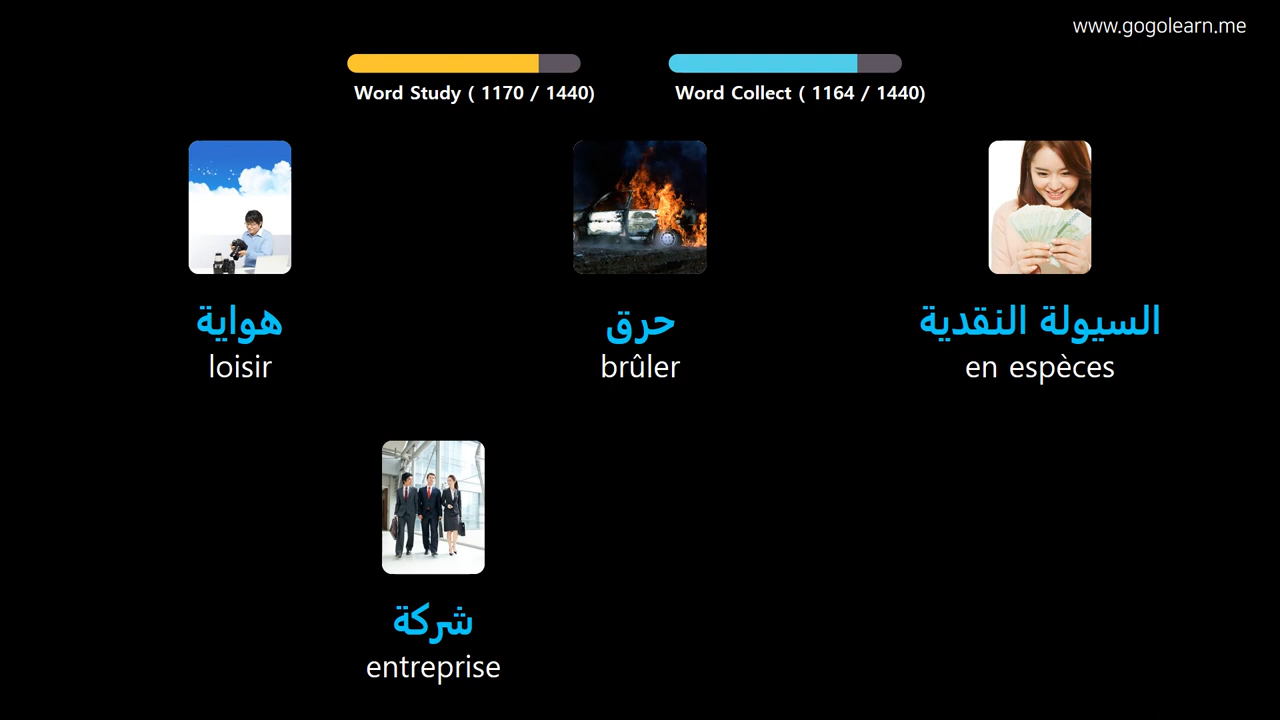 www.gogolearn.me
Word Study ( 1170 / 1440)
Word Collect ( 1164 / 1440)
هواية
loisir
حرق
brûler
السيولة النقدية
en espèces
شركة
entreprise